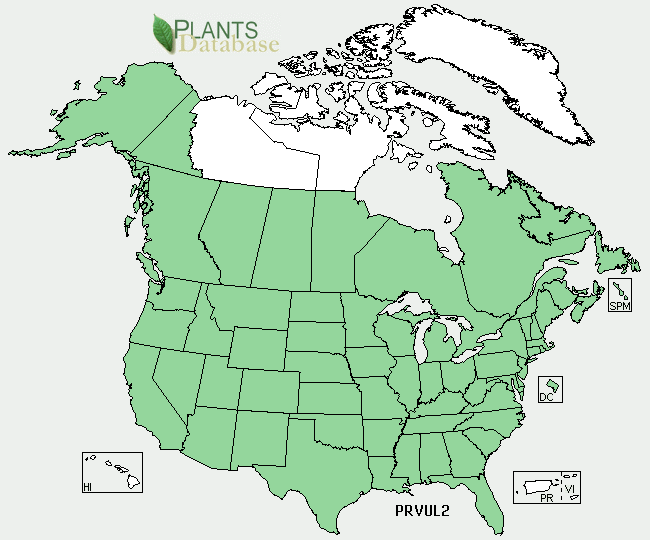 PLANTS
Database
SPM
DC
HI
PR
VI
PRVUL2